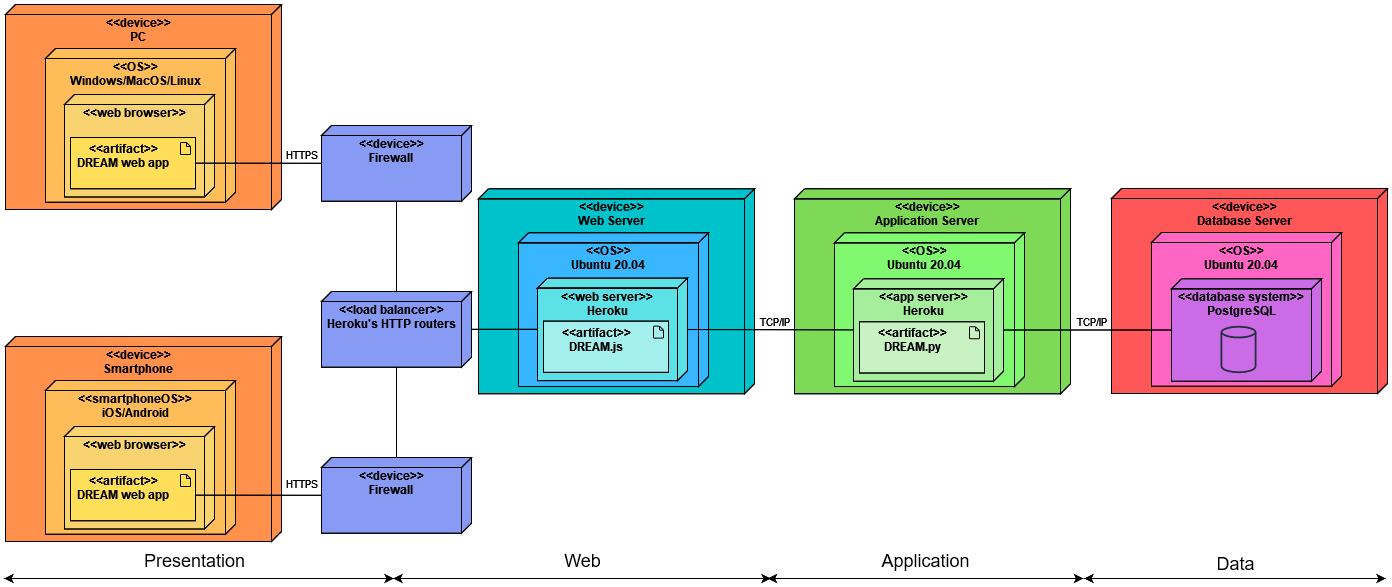 <<device>>
PC
<<OS>>
Windows/MacOS/Linux
<<web browser>>
<<artifact>>
DREAM web app
HTTPS
<<device>>
Firewall
<<device>>
Smartphone
<<smartphoneOS>>
iOS/Android
<<web browser>>
<<artifact>>
DREAM web app
HTTPS
<<device>>
Firewall
<<load balancer>>
Heroku's HTTP routers
<<device>>
Web Server
<<OS>>
Ubuntu 20.04
<<web server>>
Heroku
<<artifact>>
DREAM.js
TCP/IP
<<device>>
Application Server
<<OS>>
Ubuntu 20.04
<<app server>>
Heroku
<<artifact>>
DREAM.py
TCP/IP
<<device>>
Database Server
<<OS>>
Ubuntu 20.04
<<database system>>
PostgreSQL
Presentation
Web
Application
Data